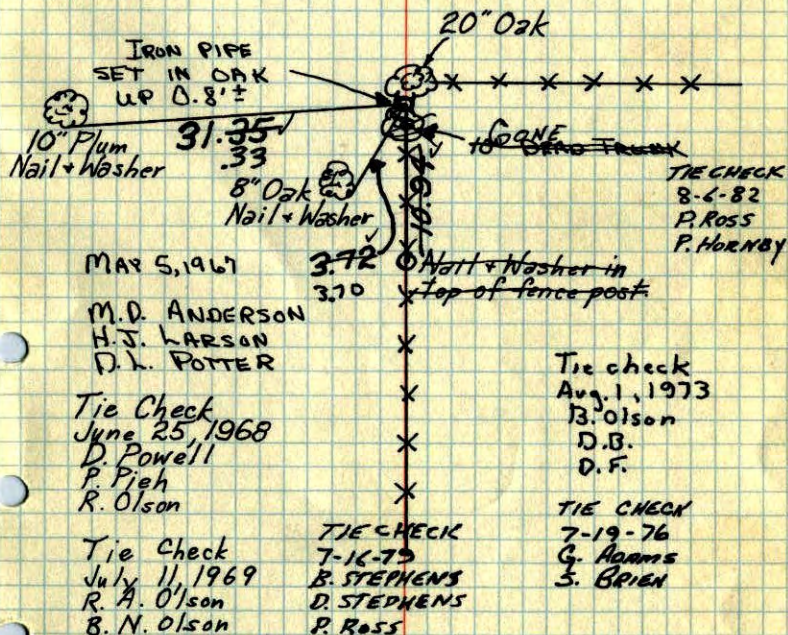 20" Oak
IRON PIPE
SET IN OAK
UP 0.8'±
10" Plum
Nail + Washer
31.35
.33
8" Oak
Nail + Washer
GONE
10" DEAD TRUNK
10.94
TIE CHECK
8-6-82
P. ROSS
P. HORNBY
MAY 5, 1967
3.72
3.70
Nail + Washer in
top of fence post.
M.D. ANDERSON
H.J. LARSON
D.L. POTTER
Tie Check
June 25, 1968
D. Powell
P. Pieh
R. Olson
Tie check
Aug. 1, 1973
B. Olson
D.B.
D.F.
Tie Check
July 11, 1969
R. A. Olson
B. N. Olson
TIE CHECK
7-16-79
B. STEPHENS
D. STEPHENS
P. ROSS
TIE CHECK
7-19-76
G. ADAMS
S. BRIEN